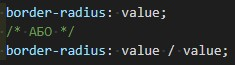 border-radius: value;
/* АБО */
border-radius: value / value;